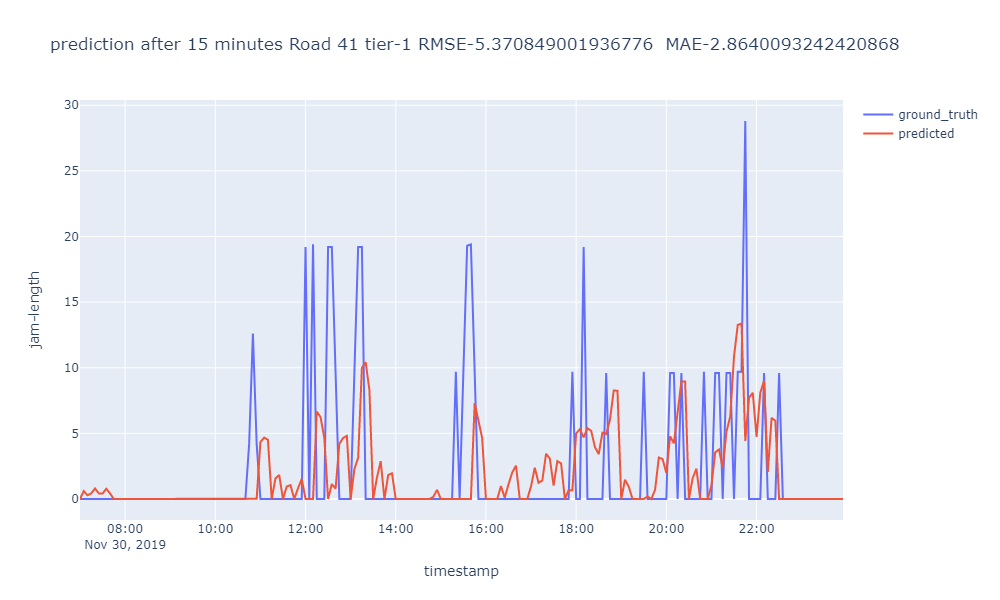 prediction after 15 minutes Road 41 tier-1 RMSE-5.370849001936776  MAE-2.8640093242420868
ground_truth
predicted
30
25
20
15
10
5
0
jam-length
08:00 10:00 12:00 14:00 16:00 18:00 20:00 22:00
Nov 30, 2019
timestamp